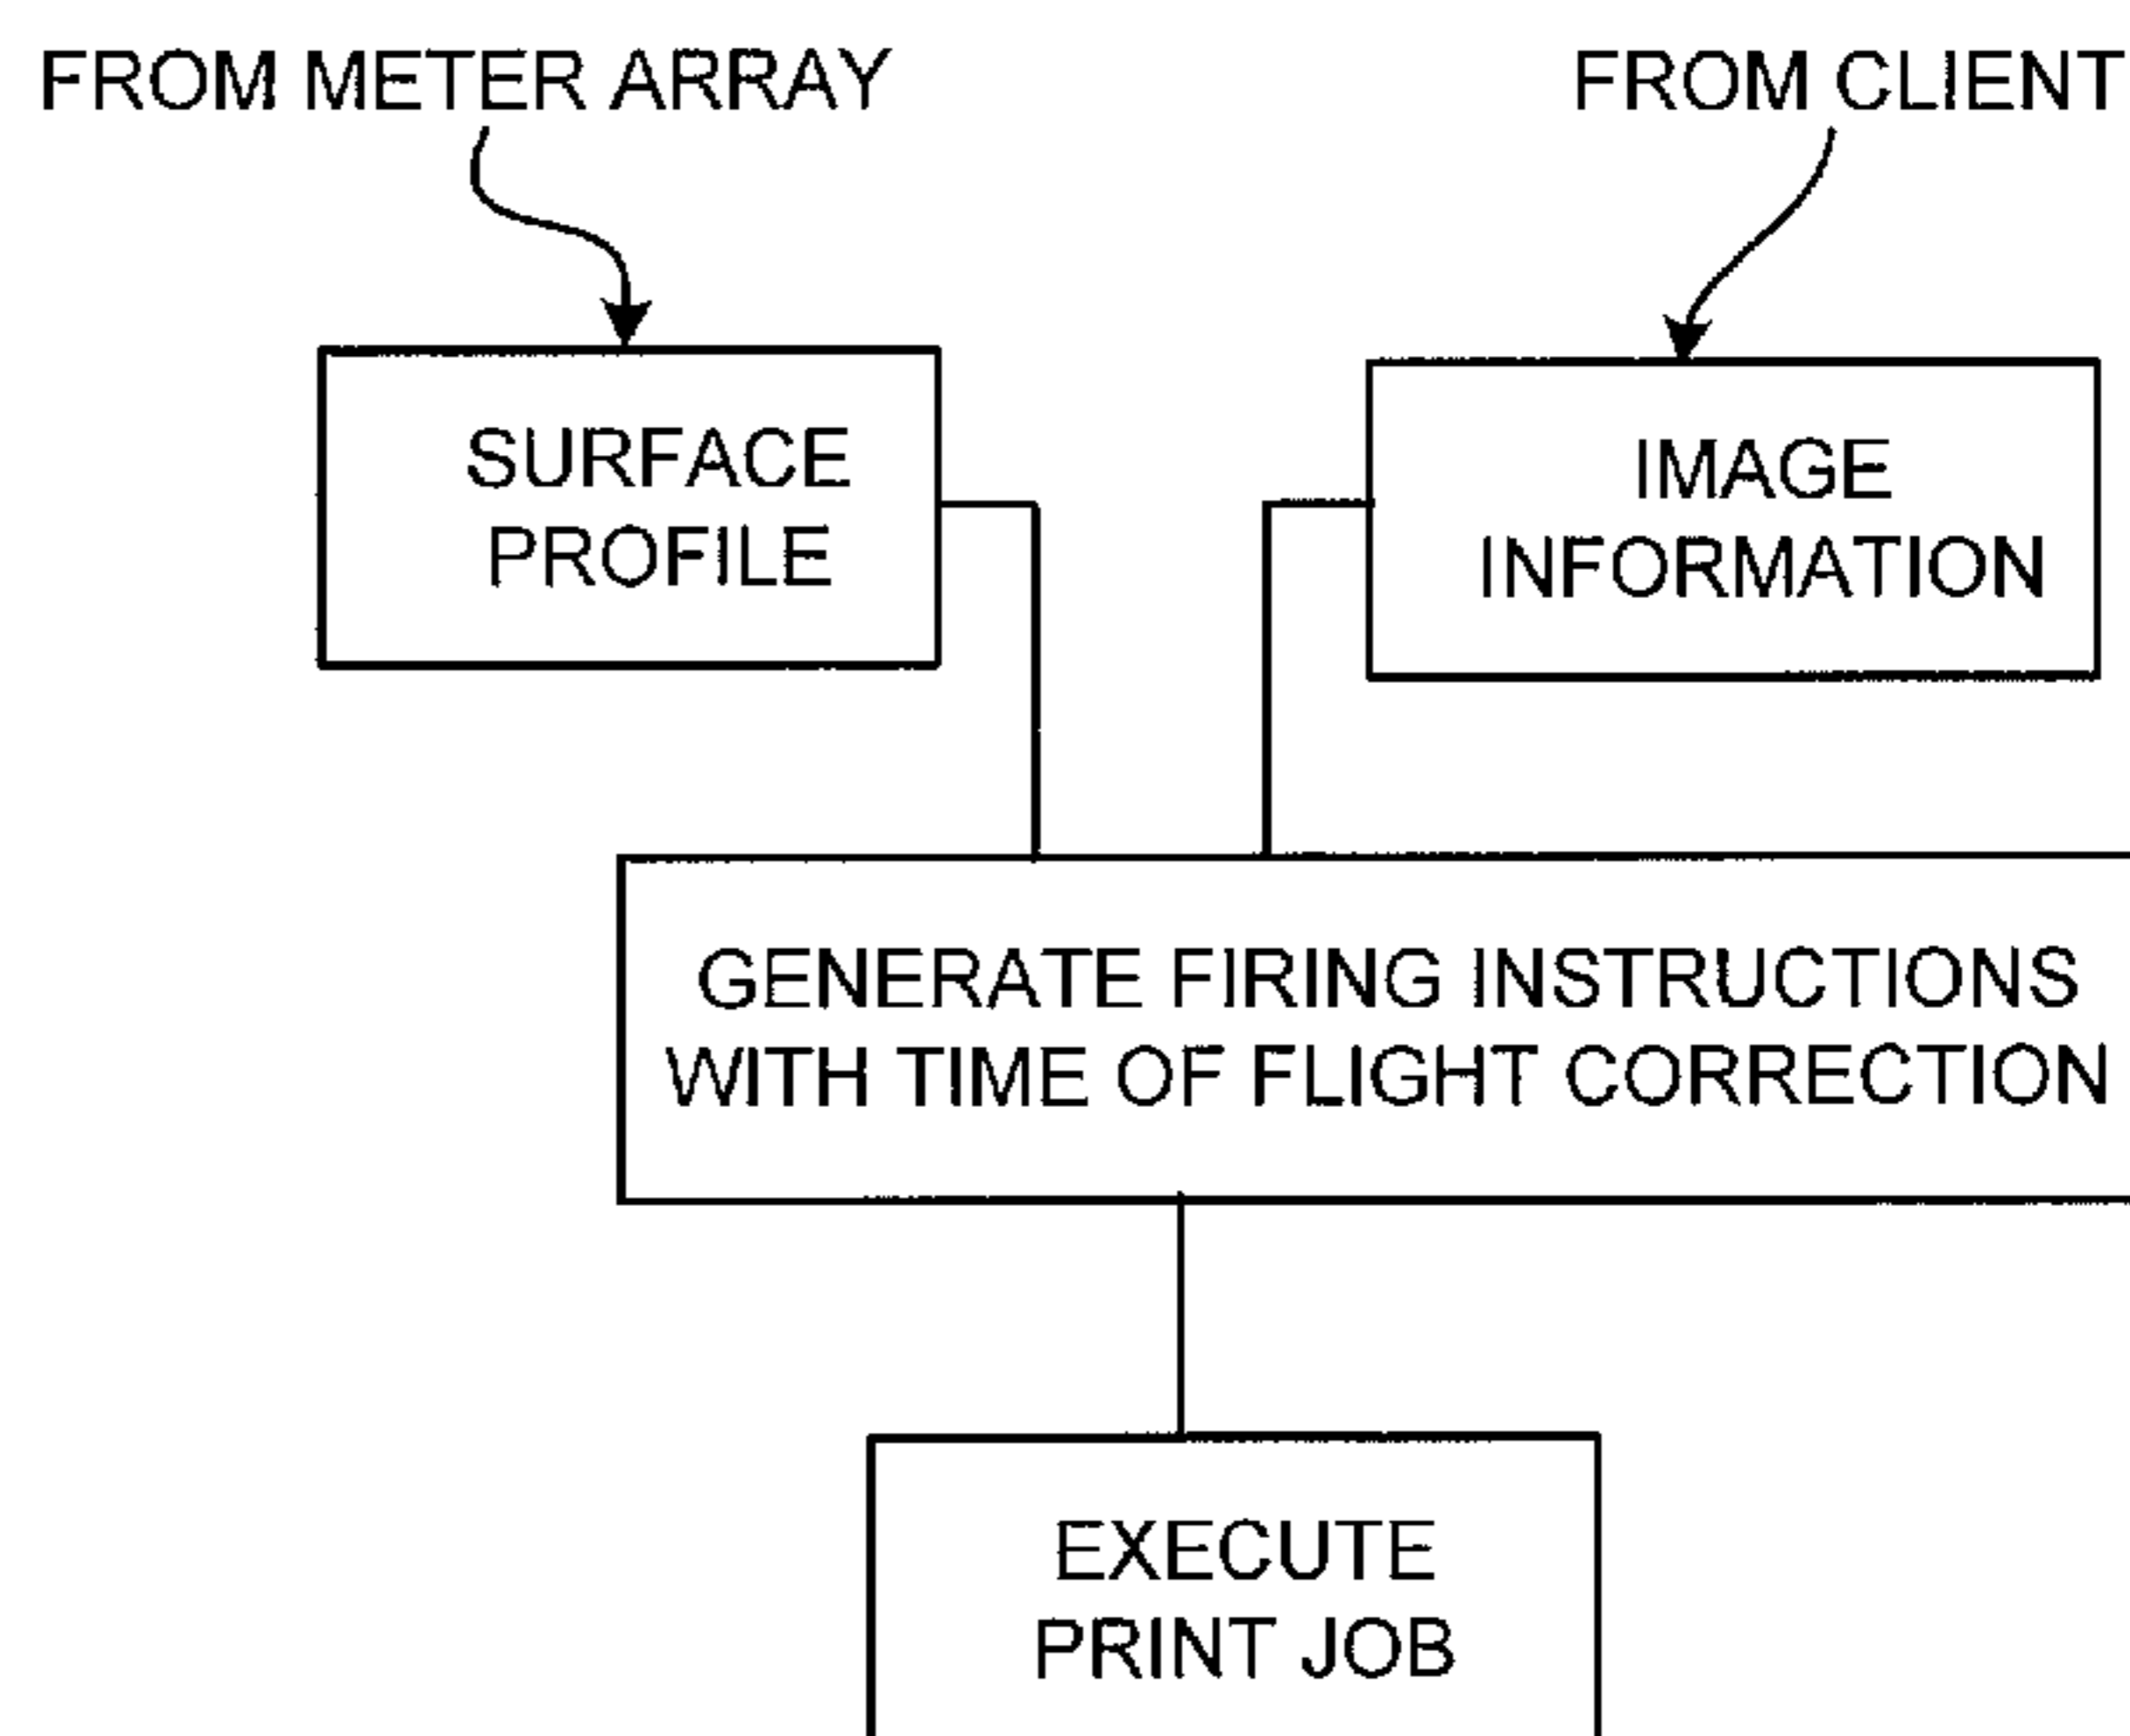 FROM METER ARRAY
FROM CLIENT
SURFACE
PROFILE
IMAGE
INFORMATION
GENERATE FIRING INSTRUCTIONS
WITH TIME OF FLIGHT CORRECTION
EXECUTE
PRINT JOB